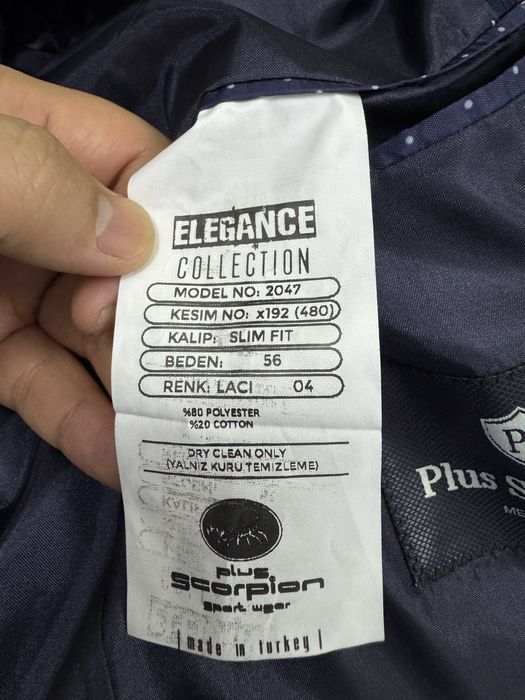 ELEGANCE
COLLECTION
MODEL NO: 2047
KESIM NO: x192 (480)
KALIP: SLIM FIT
BEDEN: 56
RENK: LACI 04
%80 POLYESTER
%20 COTTON
DRY CLEAN ONLY
(YALNIZ KURU TEMIZLEME)
plus
scorpion
sport wear
made in turkey
P
Plus S
ME